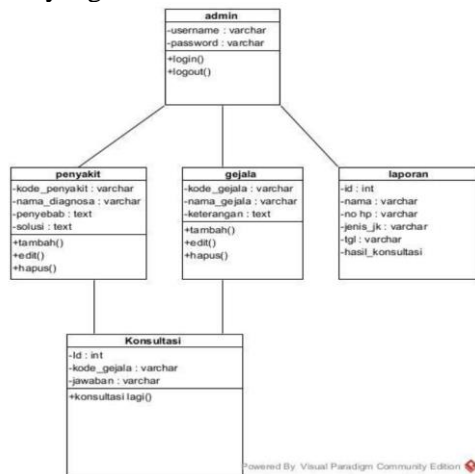 admin
-username : varchar
-password : varchar
+login()
+logout()
penyakit
-kode_penyakit : varchar
-nama_diagnosa : varchar
-penyebab : text
-solusi : text
+tambah()
+edit()
+hapus()
gejala
-kode_gejala : varchar
-nama_gejala : varchar
-keterangan : text
+tambah()
+edit()
+hapus()
laporan
-id : int
-nama : varchar
-no hp : varchar
-jenis_jk : varchar
-tgl : varchar
-hasil_konsultasi
Konsultasi
-Id : int
-kode_gejala : varchar
-jawaban : varchar
+konsultasi lagi()
Powered By Visual Paradigm Community Edition